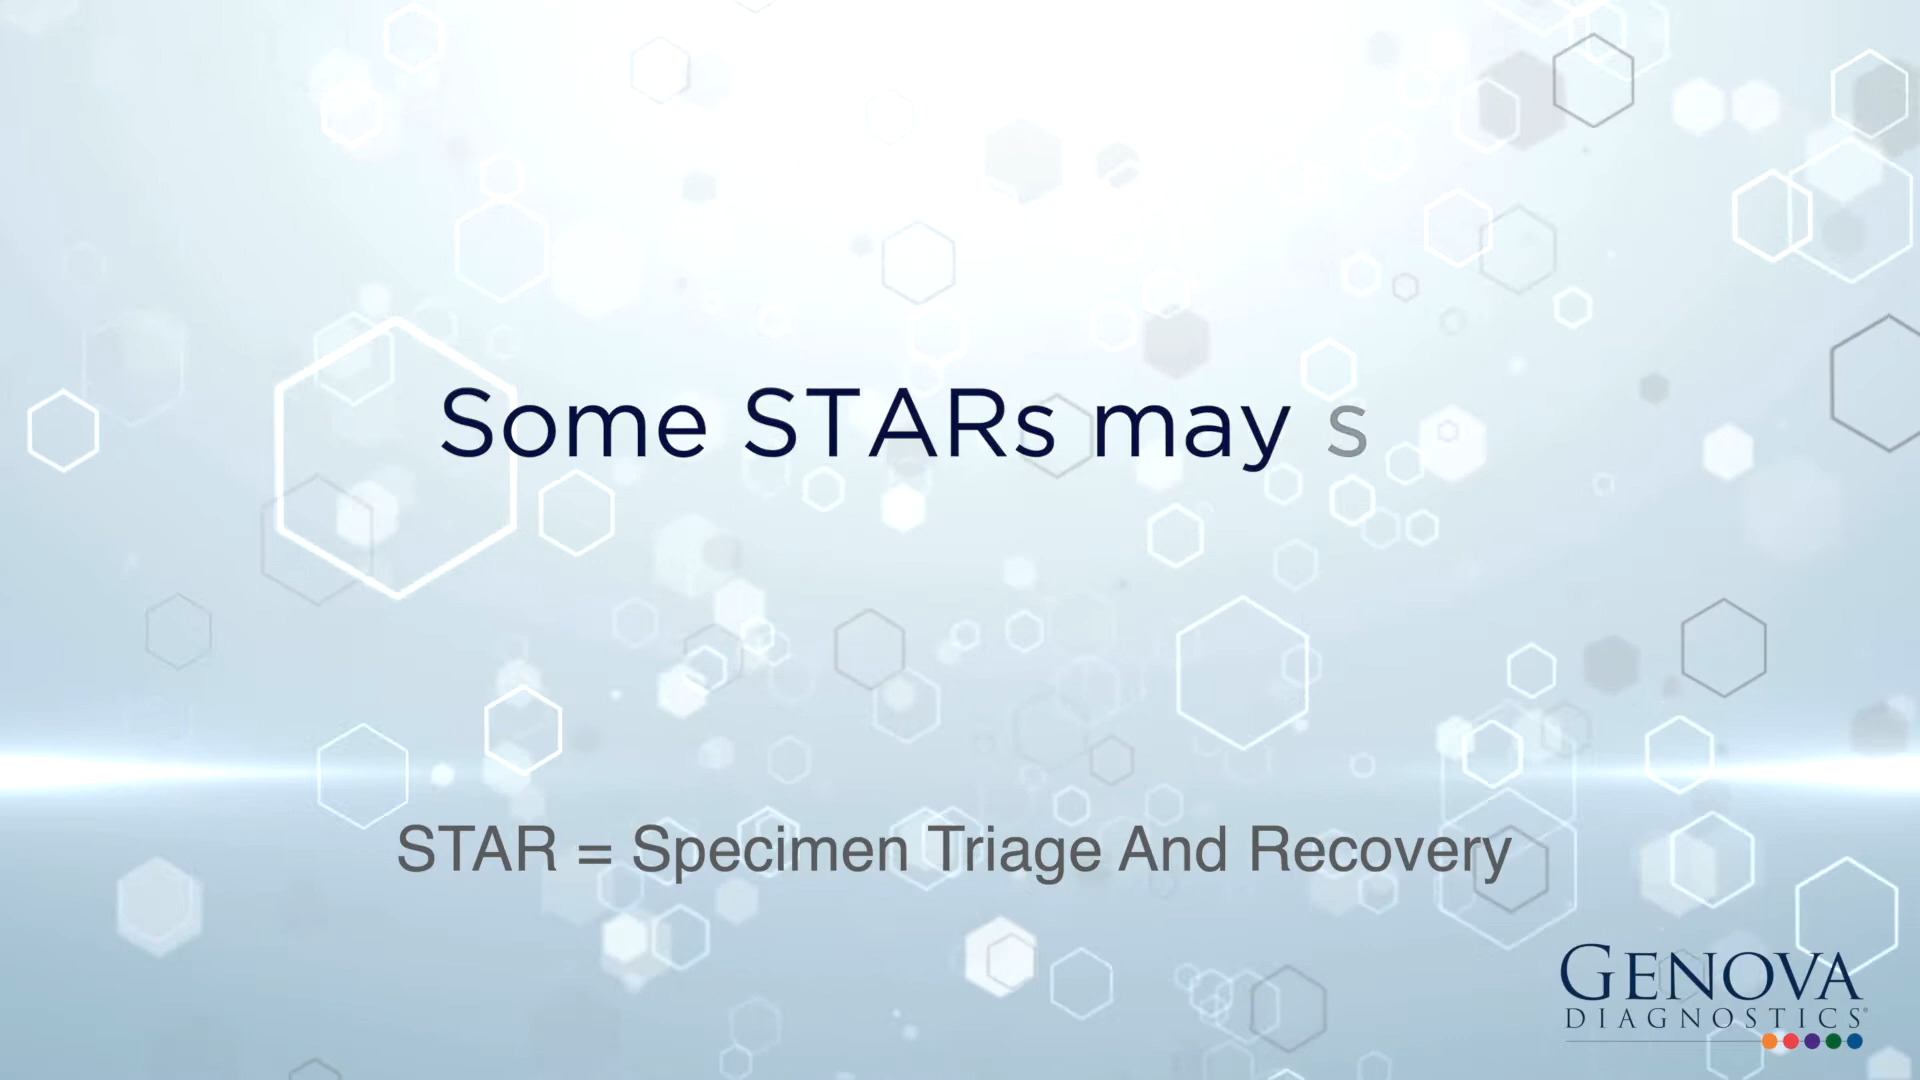 Some STARs may s
STAR = Specimen Triage And Recovery
GENOVA
DIAGNOSTICS®